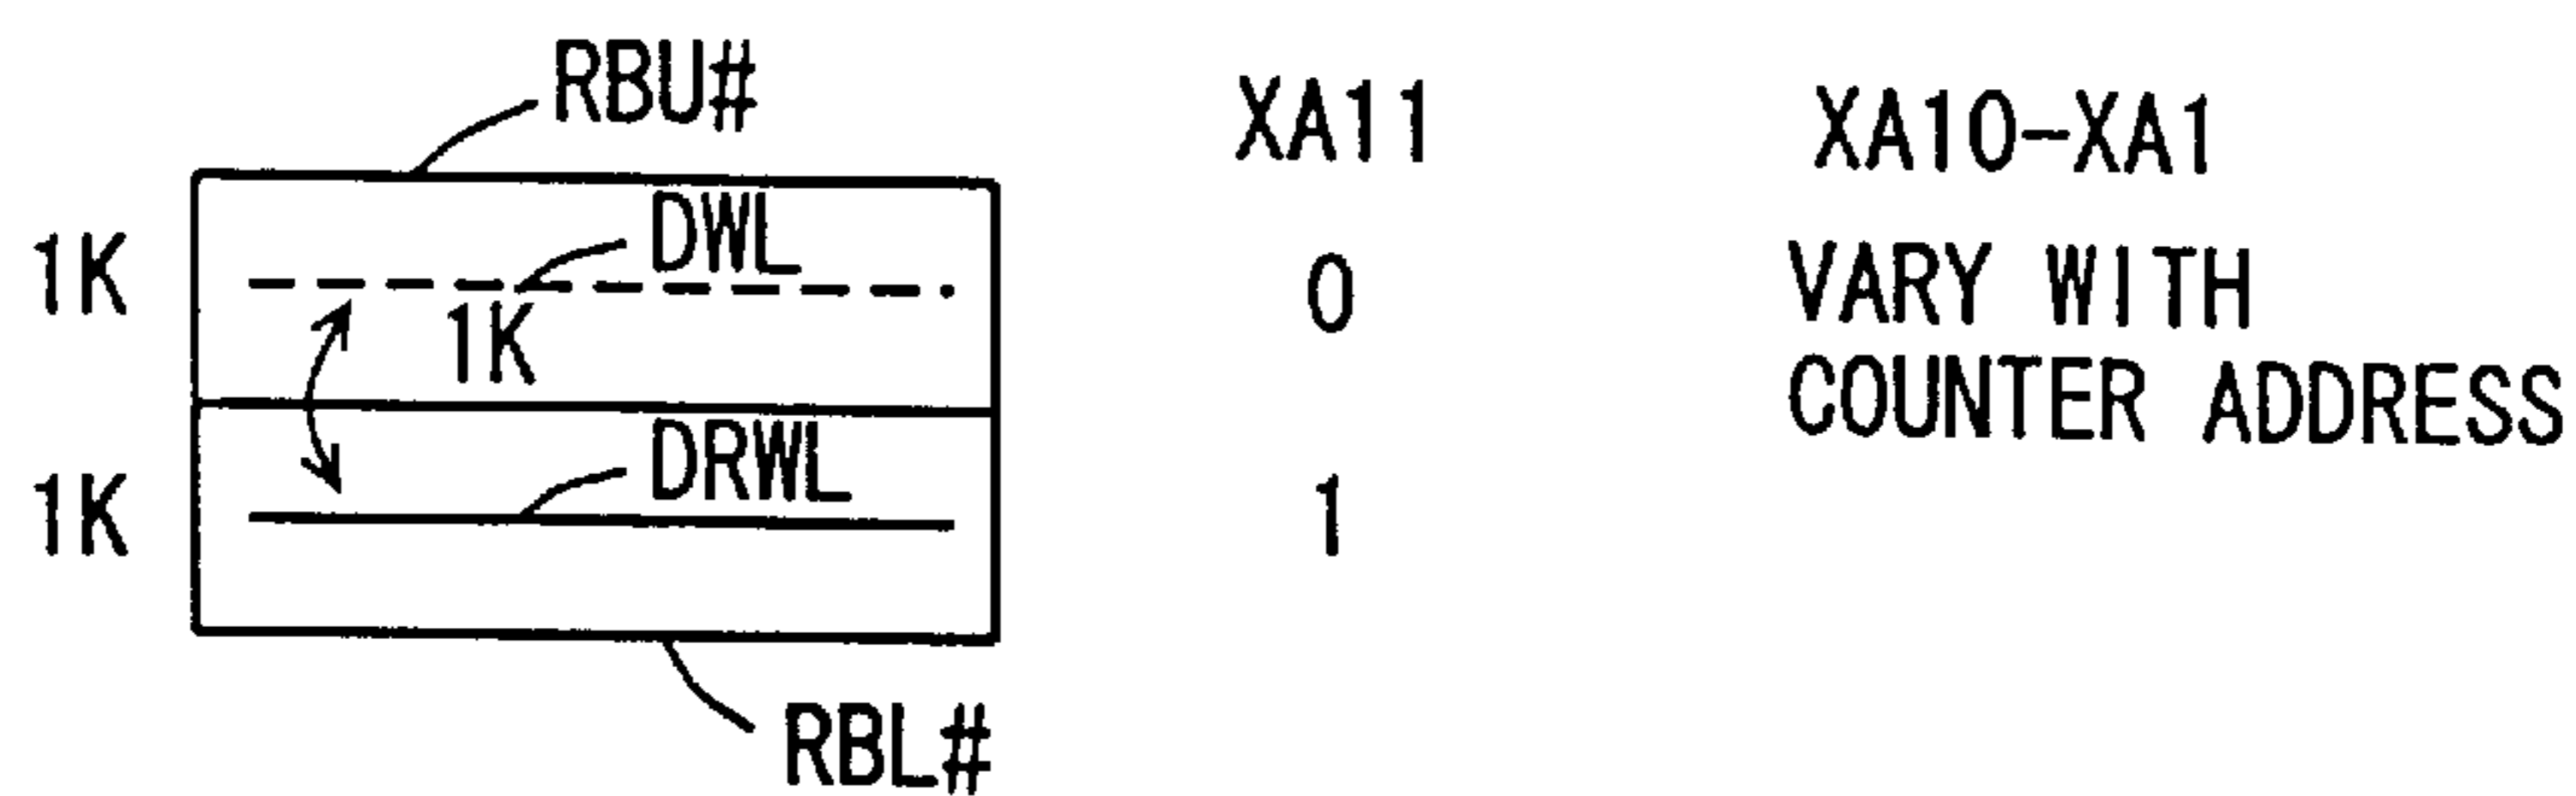 RBU#
XA11
XA10-XA1
1K
DWL
1K
0
VARY WITH
COUNTER ADDRESS
1K
DRWL
1
RBL#